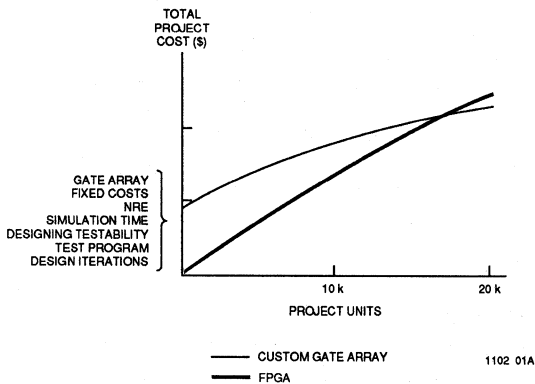 TOTAL
PROJECT
COST ($)
GATE ARRAY
FIXED COSTS
NRE
SIMULATION TIME
DESIGNING TESTABILITY
TEST PROGRAM
DESIGN ITERATIONS
10 k
20 k
PROJECT UNITS
CUSTOM GATE ARRAY
FPGA
1102 01A